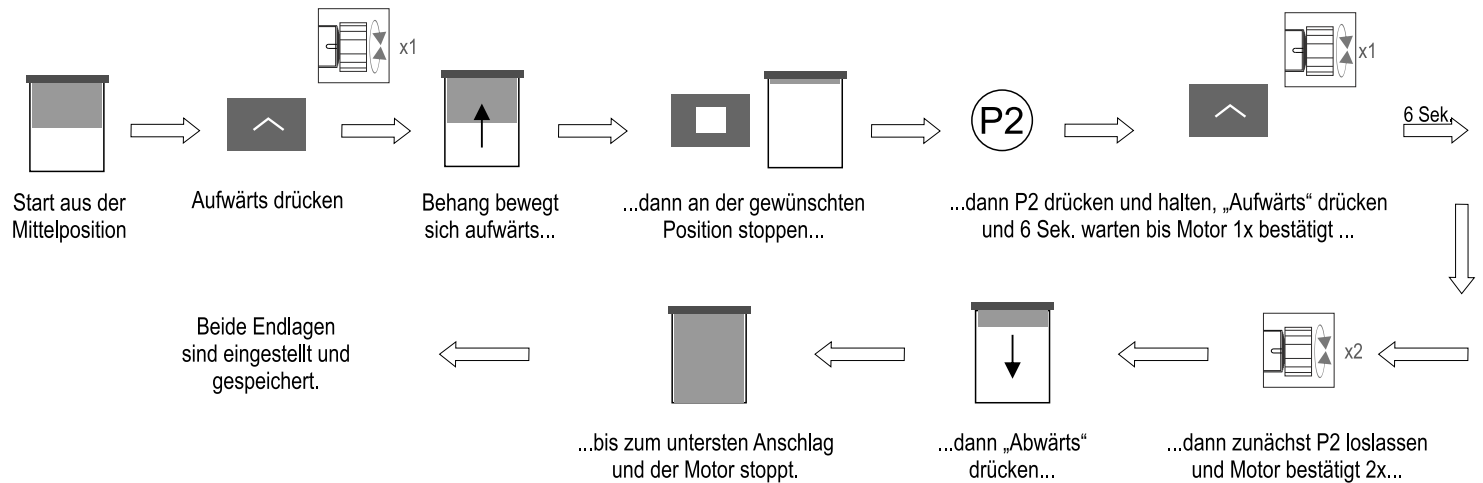 x1
x1
P2
6 Sek.
Start aus der
Mittelposition
Aufwärts drücken
Behang bewegt
sich aufwärts...
...dann an der gewünschten
Position stoppen...
...dann P2 drücken und halten, „Aufwärts“ drücken
und 6 Sek. warten bis Motor 1x bestätigt ...
x2
...dann zunächst P2 loslassen
und Motor bestätigt 2x...
...dann „Abwärts“
drücken...
...bis zum untersten Anschlag
und der Motor stoppt.
Beide Endlagen
sind eingestellt und
gespeichert.